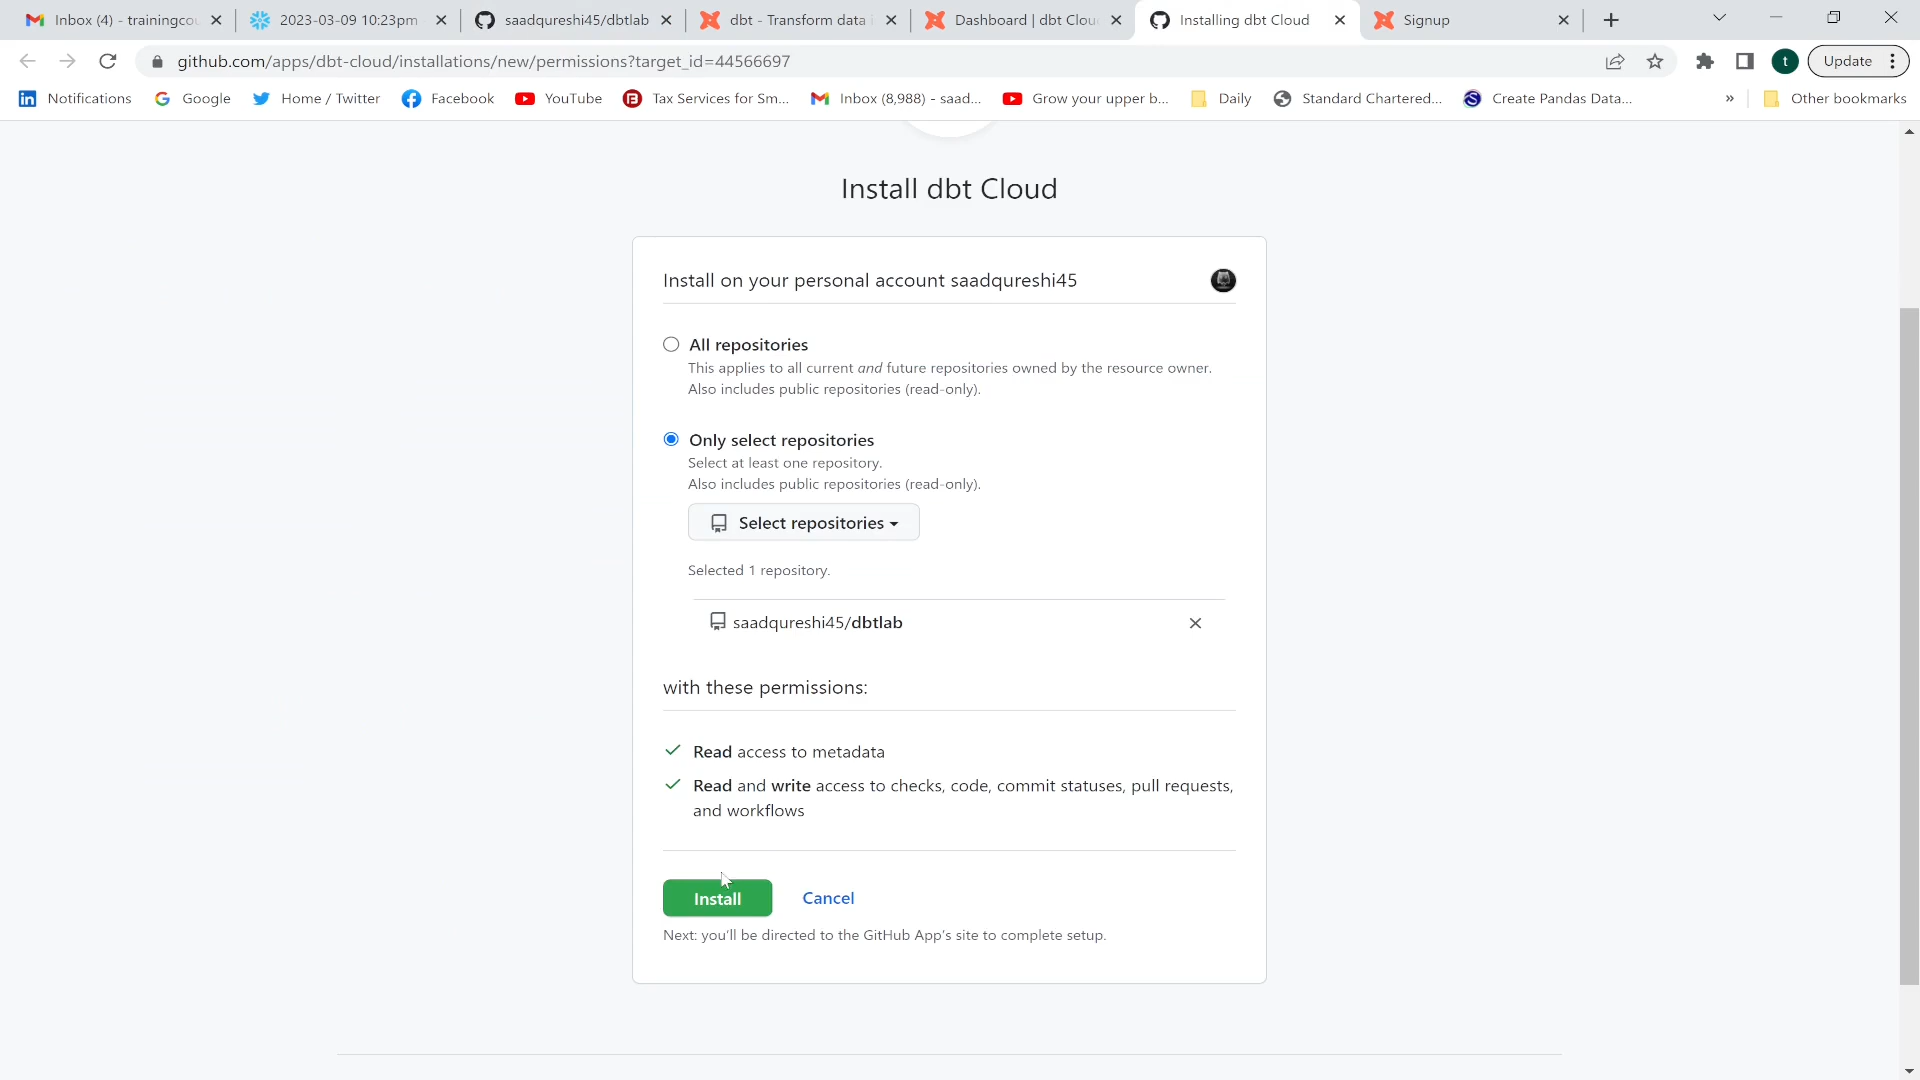 Inbox (4) - trainingcou
2023-03-09 10:23pm
saadqureshi45/dbtlab
dbt - Transform data i
Dashboard | dbt Clou
Installing dbt Cloud
Signup
github.com/apps/dbt-cloud/installations/new/permissions?target_id=44566697
t
Update
Notifications
Google
Home / Twitter
Facebook
YouTube
Tax Services for Sm...
Inbox (8,988) - saad...
Grow your upper b...
Daily
Standard Chartered...
Create Pandas Data...
»
Other bookmarks
Install dbt Cloud
Install on your personal account saadqureshi45
All repositories
This applies to all current and future repositories owned by the resource owner.
Also includes public repositories (read-only).
Only select repositories
Select at least one repository.
Also includes public repositories (read-only).
Select repositories
Selected 1 repository.
saadqureshi45/dbtlab
with these permissions:
Read access to metadata
Read and write access to checks, code, commit statuses, pull requests,
and workflows
Install
Cancel
Next: you'll be directed to the GitHub App's site to complete setup.